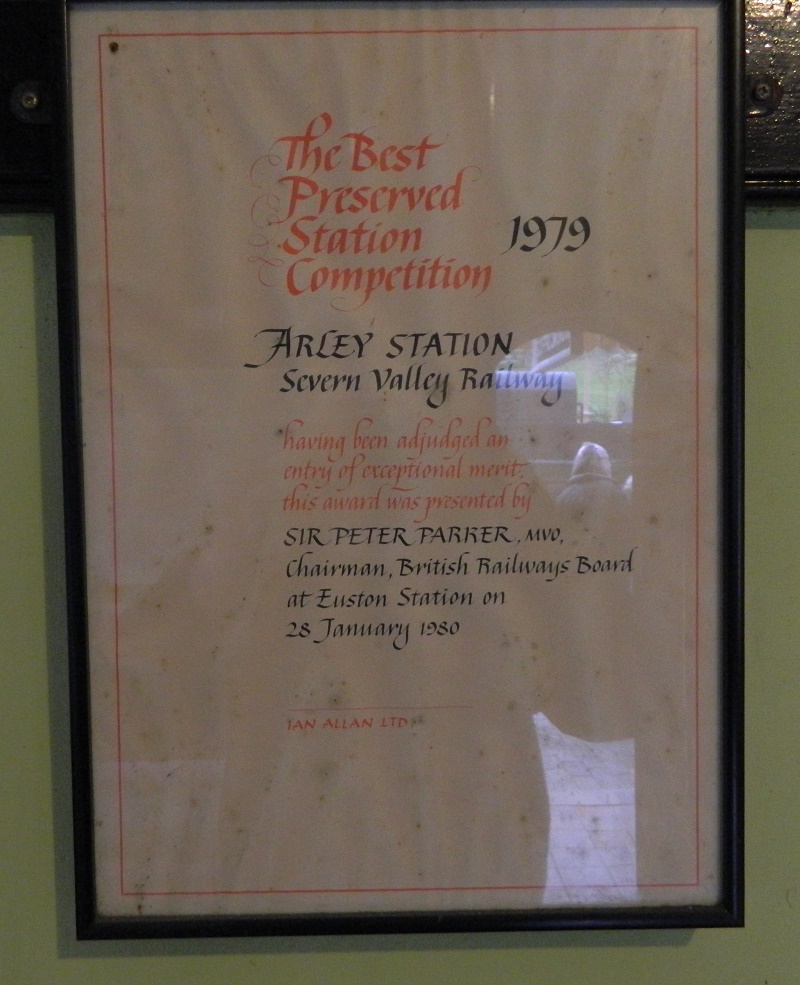 The Best
Preserved
Station
Competition
1979
ARLEY STATION
Severn Valley Railway
having been adjudged an
entry of exceptional merit,
this award was presented by
SIR PETER PARKER, MVO,
Chairman, British Railways Board
at Euston Station on
28 January 1980
IAN ALLAN LTD